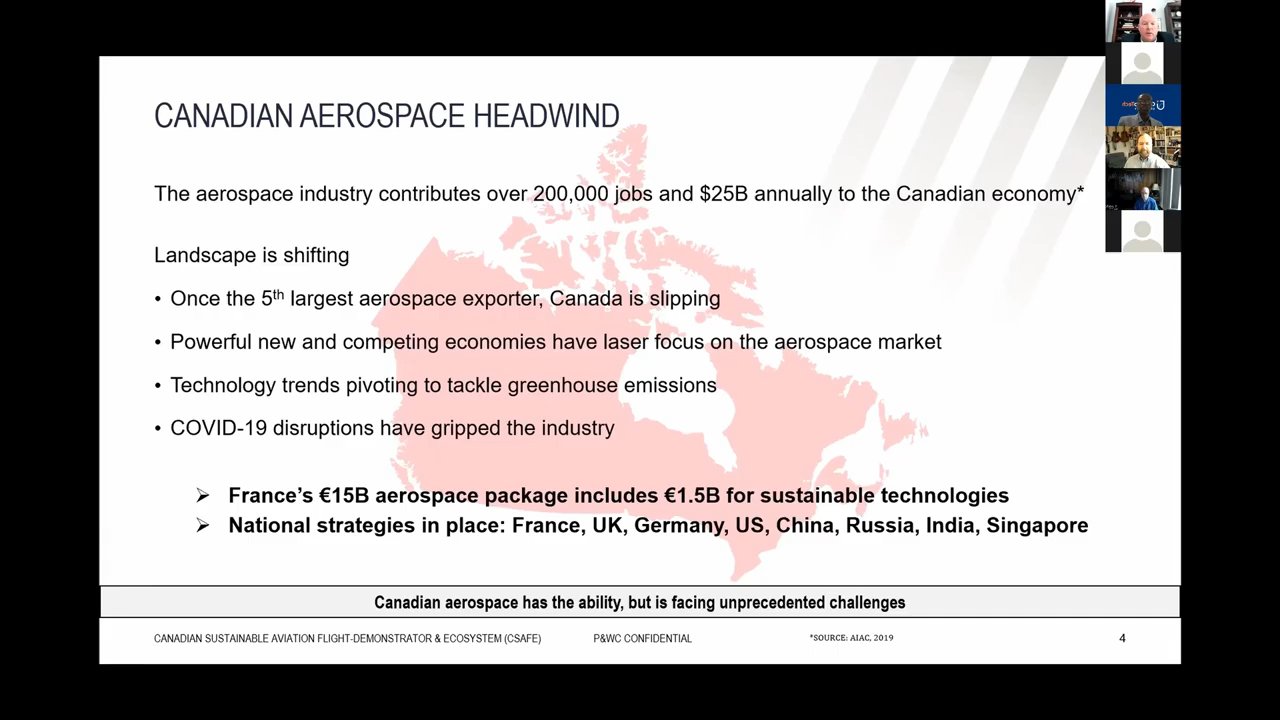 CANADIAN AEROSPACE HEADWIND
The aerospace industry contributes over 200,000 jobs and $25B annually to the Canadian economy*
Landscape is shifting
• Once the 5th largest aerospace exporter, Canada is slipping
• Powerful new and competing economies have laser focus on the aerospace market
• Technology trends pivoting to tackle greenhouse emissions
• COVID-19 disruptions have gripped the industry
➢ France's €15B aerospace package includes €1.5B for sustainable technologies
➢ National strategies in place: France, UK, Germany, US, China, Russia, India, Singapore
Canadian aerospace has the ability, but is facing unprecedented challenges
CANADIAN SUSTAINABLE AVIATION FLIGHT-DEMONSTRATOR & ECOSYSTEM (CSAFE) P&WC CONFIDENTIAL *SOURCE: AIAC, 2019 4